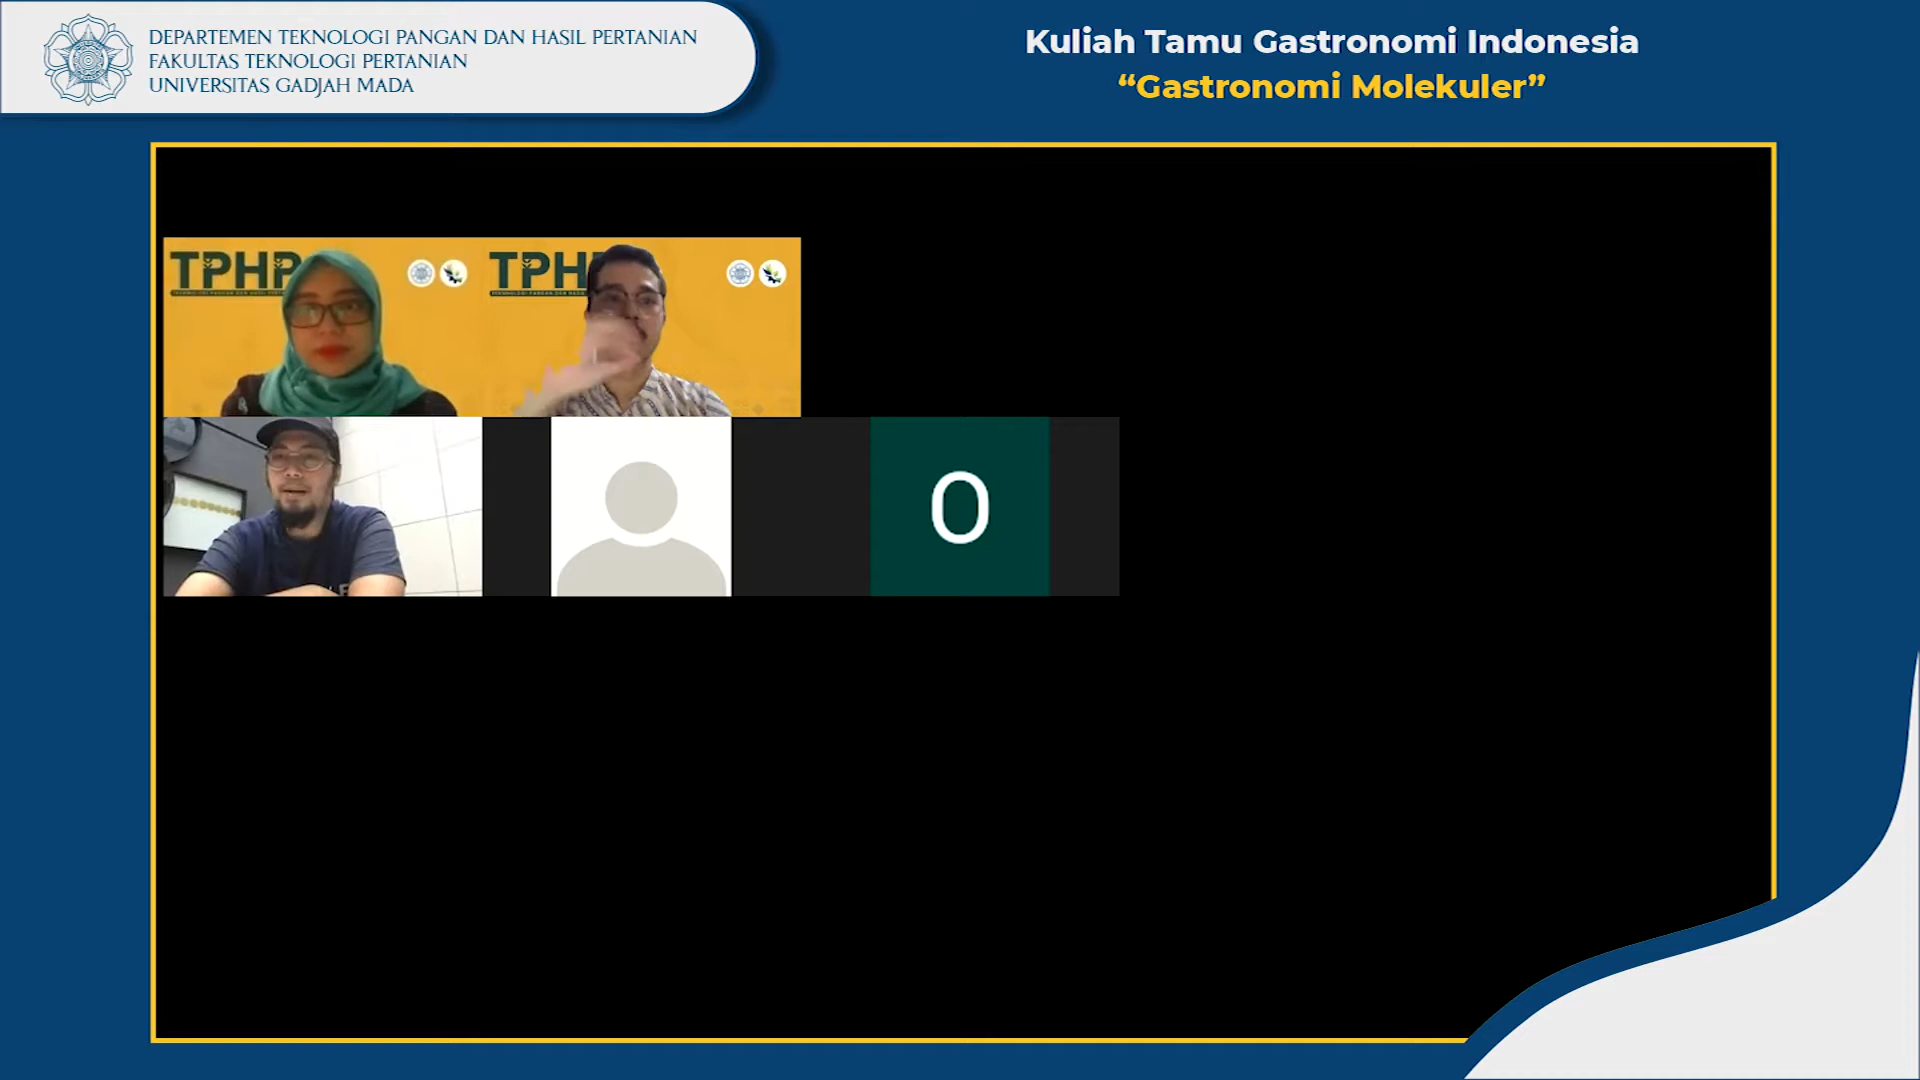 DEPARTEMEN TEKNOLOGI PANGAN DAN HASIL PERTANIAN
FAKULTAS TEKNOLOGI PERTANIAN
UNIVERSITAS GADJAH MADA
Kuliah Tamu Gastronomi Indonesia
“Gastronomi Molekuler”
TPHP
TPH
0